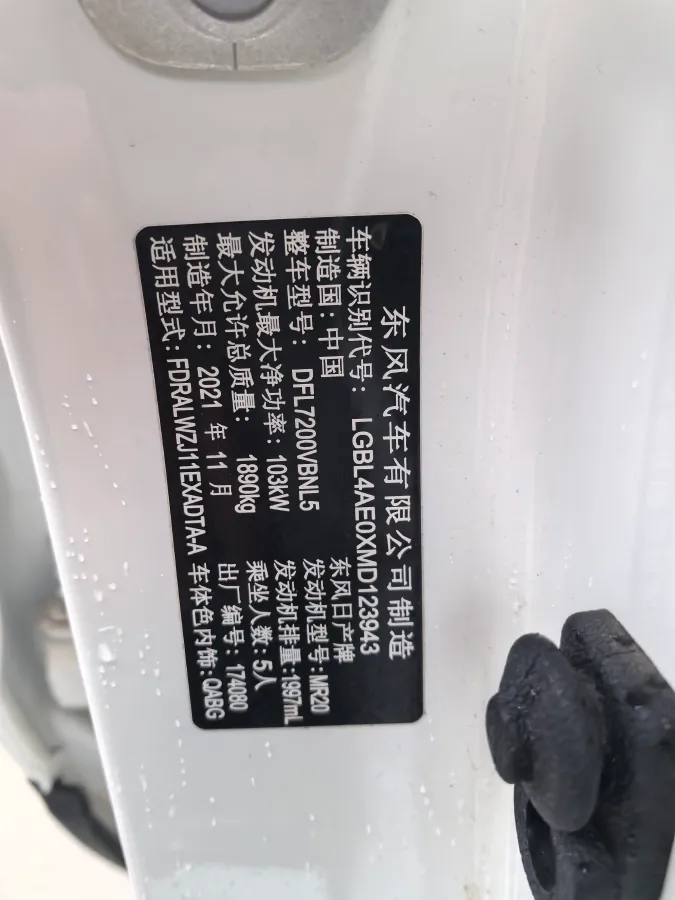 东风汽车有限公司制造
车辆识别代号: LGBL4AE0XMD123943
制造国: 中国 东风日产牌
整车型号: DFL7200VBNL5 发动机型号: MR20
发动机最大净功率: 103kW 发动机排量: 1997mL
最大允许总质量: 1890kg 乘坐人数: 5人
制造年月: 2021 年 11 月 出厂编号: 174080
适用型式: FDRALWZJ11EXADTA-A 车体色内饰: QABG